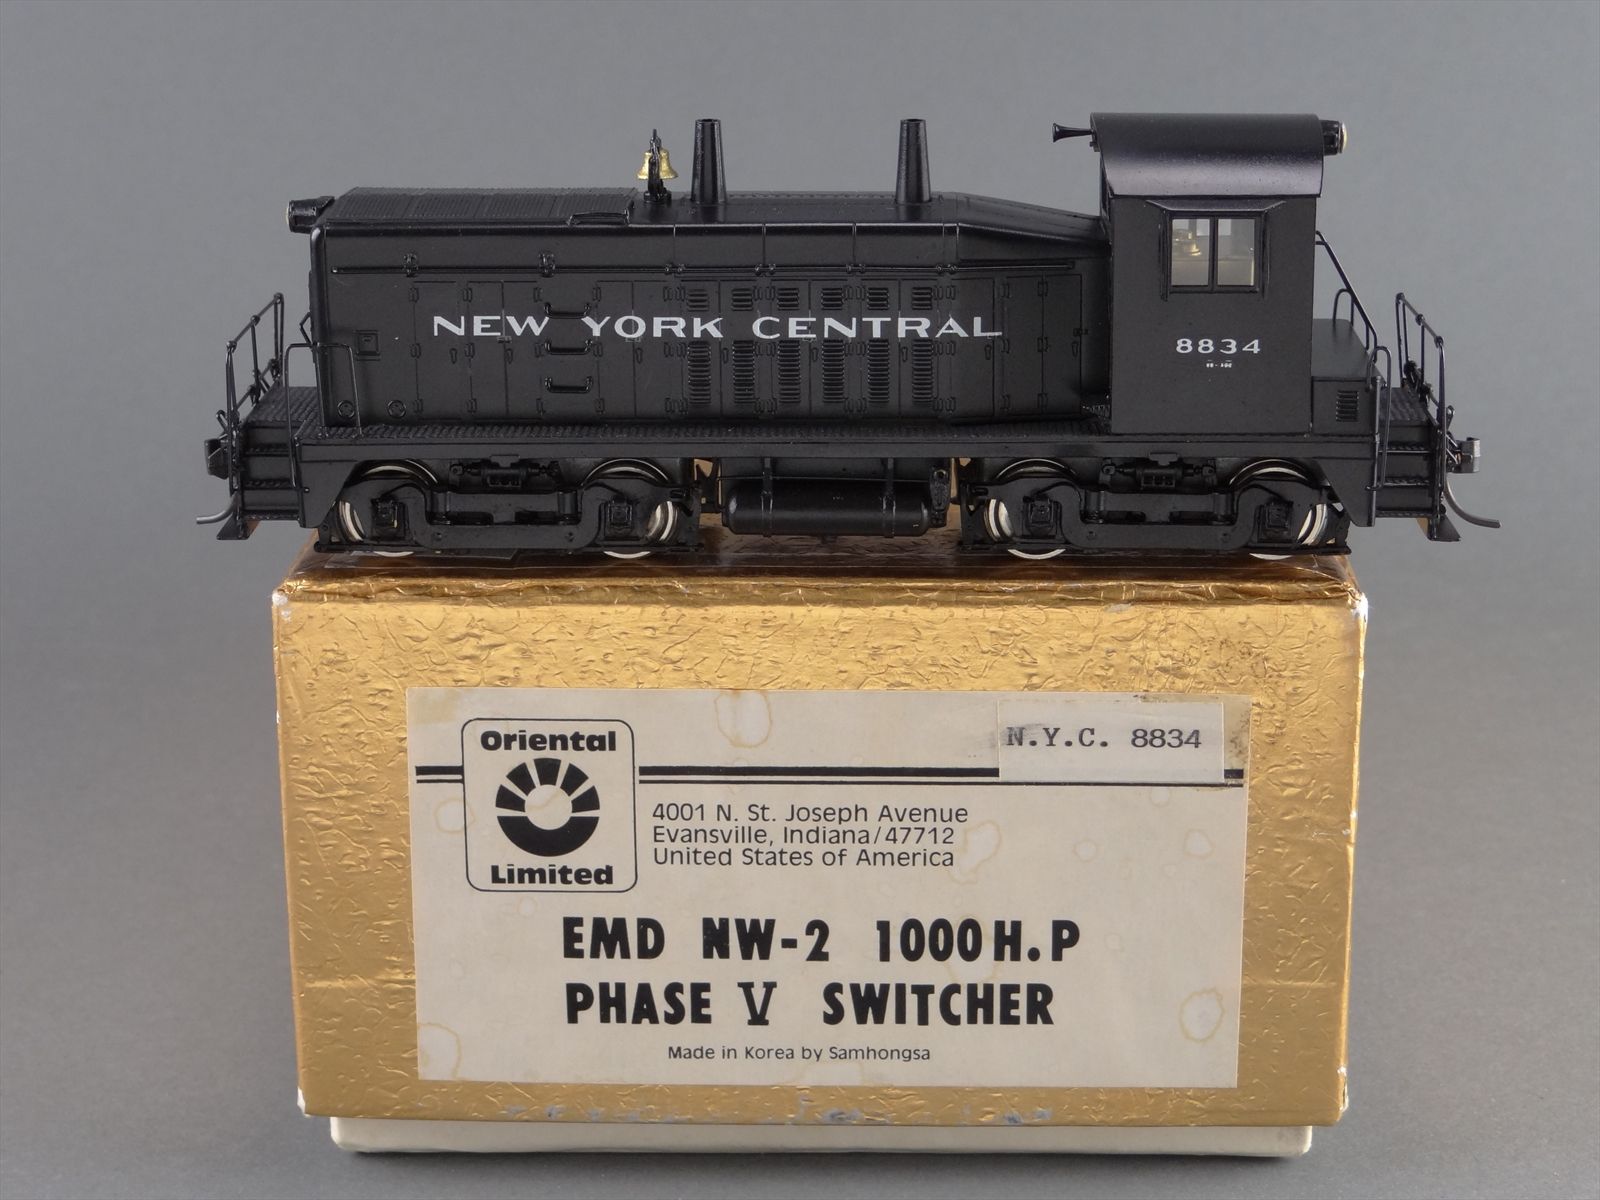 NEW YORK CENTRAL
8834
Oriental
Limited
N.Y.C. 8834
4001 N. St. Joseph Avenue
Evansville, Indiana/47712
United States of America
EMD NW-2 1000H.P
PHASE V SWITCHER
Made in Korea by Samhongsa